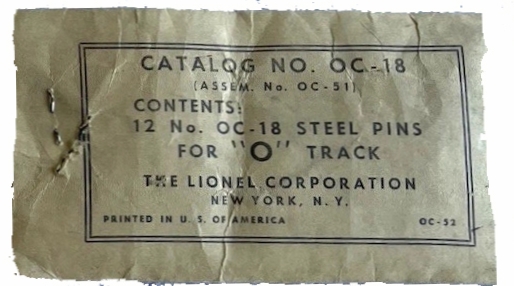 CATALOG NO. OC-18
(ASSEM. No. OC-51)
CONTENTS:
12 No. OC-18 STEEL PINS
FOR "O" TRACK
THE LIONEL CORPORATION
NEW YORK, N. Y.
PRINTED IN U. S. OF AMERICA OC-52